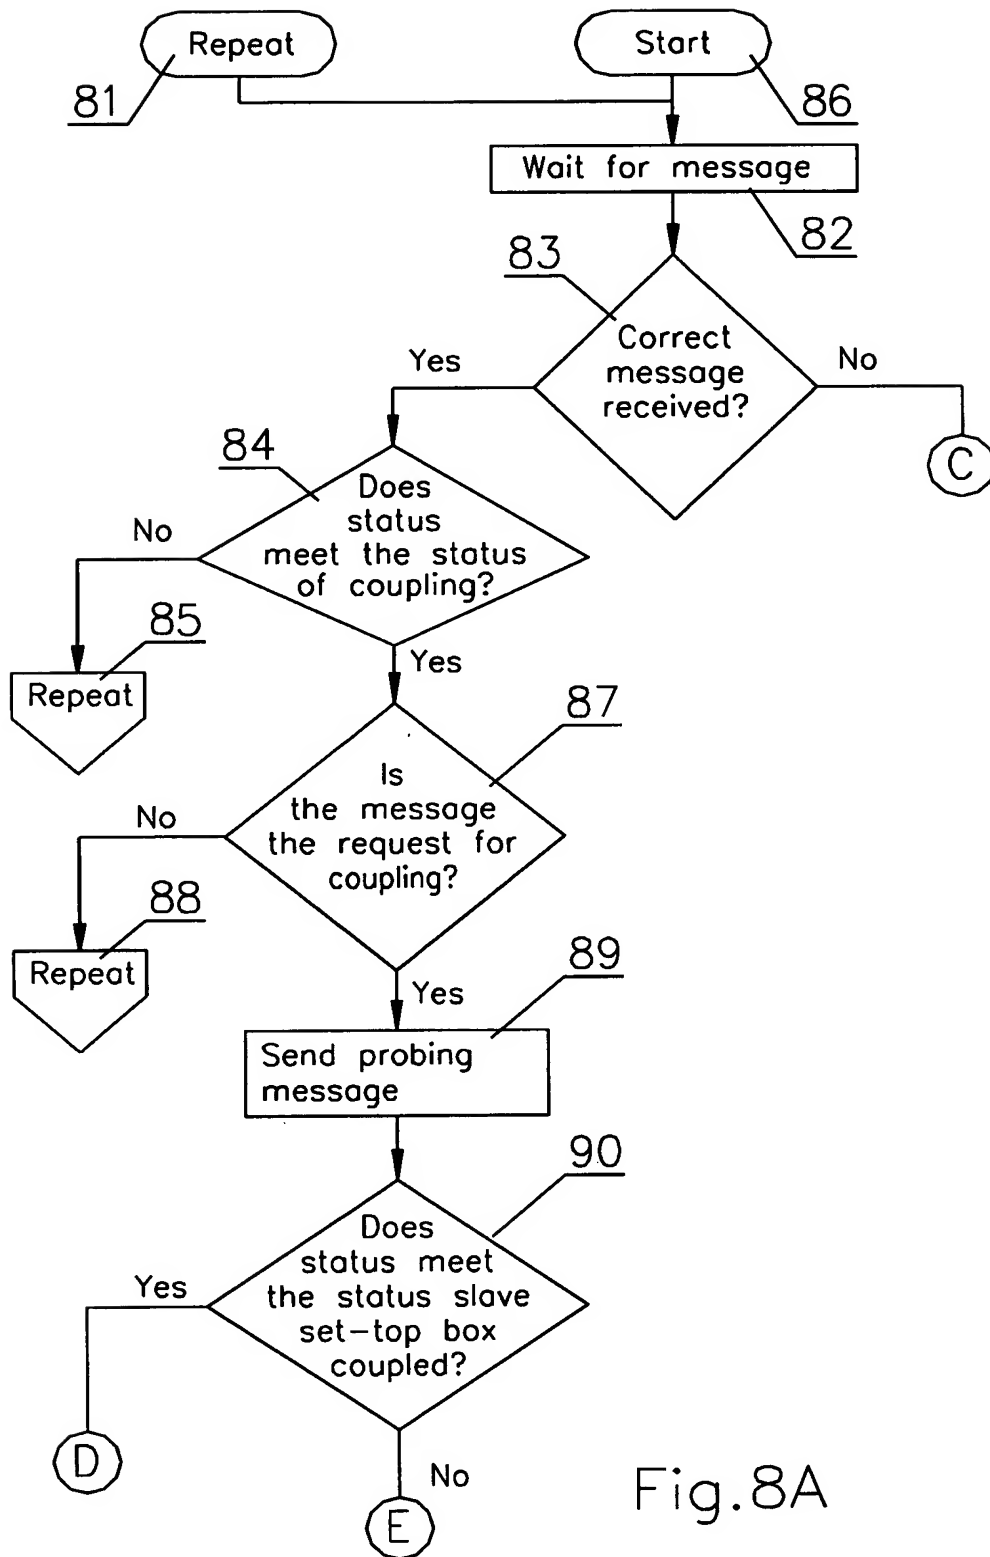 Repeat
Start
81
86
Wait for message
82
83
Correct
message
received?
Yes
No
C
84
Does
status
meet the status
of coupling?
No
85
Yes
Repeat
87
Is
the message
the request for
coupling?
No
88
Repeat
Yes
89
Send probing
message
90
Does
status meet
the status slave
set-top box
coupled?
Yes
D
No
E
Fig.8A